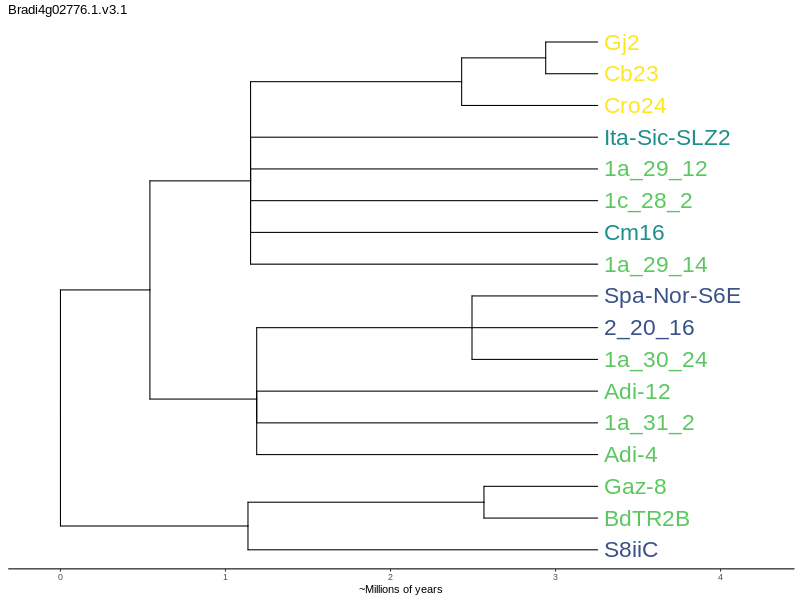 Bradi4g02776.1.v3.1
Gj2
Cb23
Cro24
Ita-Sic-SLZ2
1a_29_12
1c_28_2
Cm16
1a_29_14
Spa-Nor-S6E
2_20_16
1a_30_24
Adi-12
1a_31_2
Adi-4
Gaz-8
BdTR2B
S8iiC
0 1 2 3 4
~Millions of years